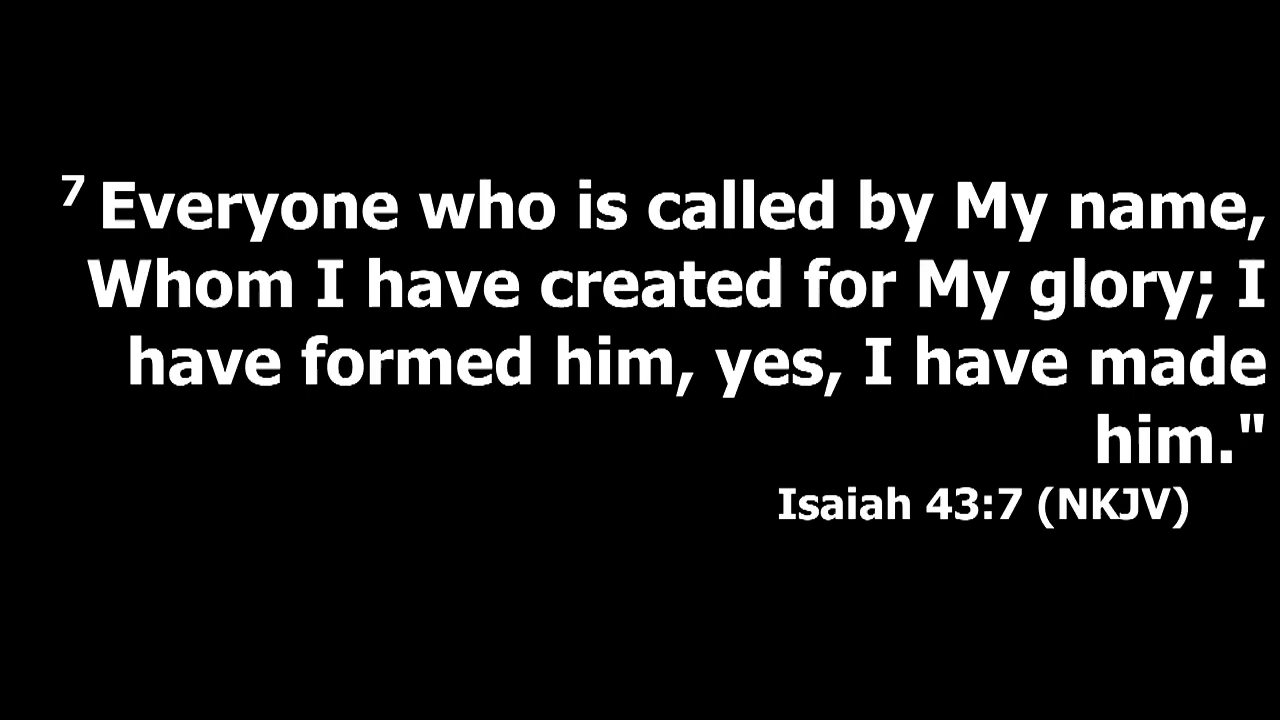 7 Everyone who is called by My name,
Whom I have created for My glory; I
have formed him, yes, I have made
him."
Isaiah 43:7 (NKJV)